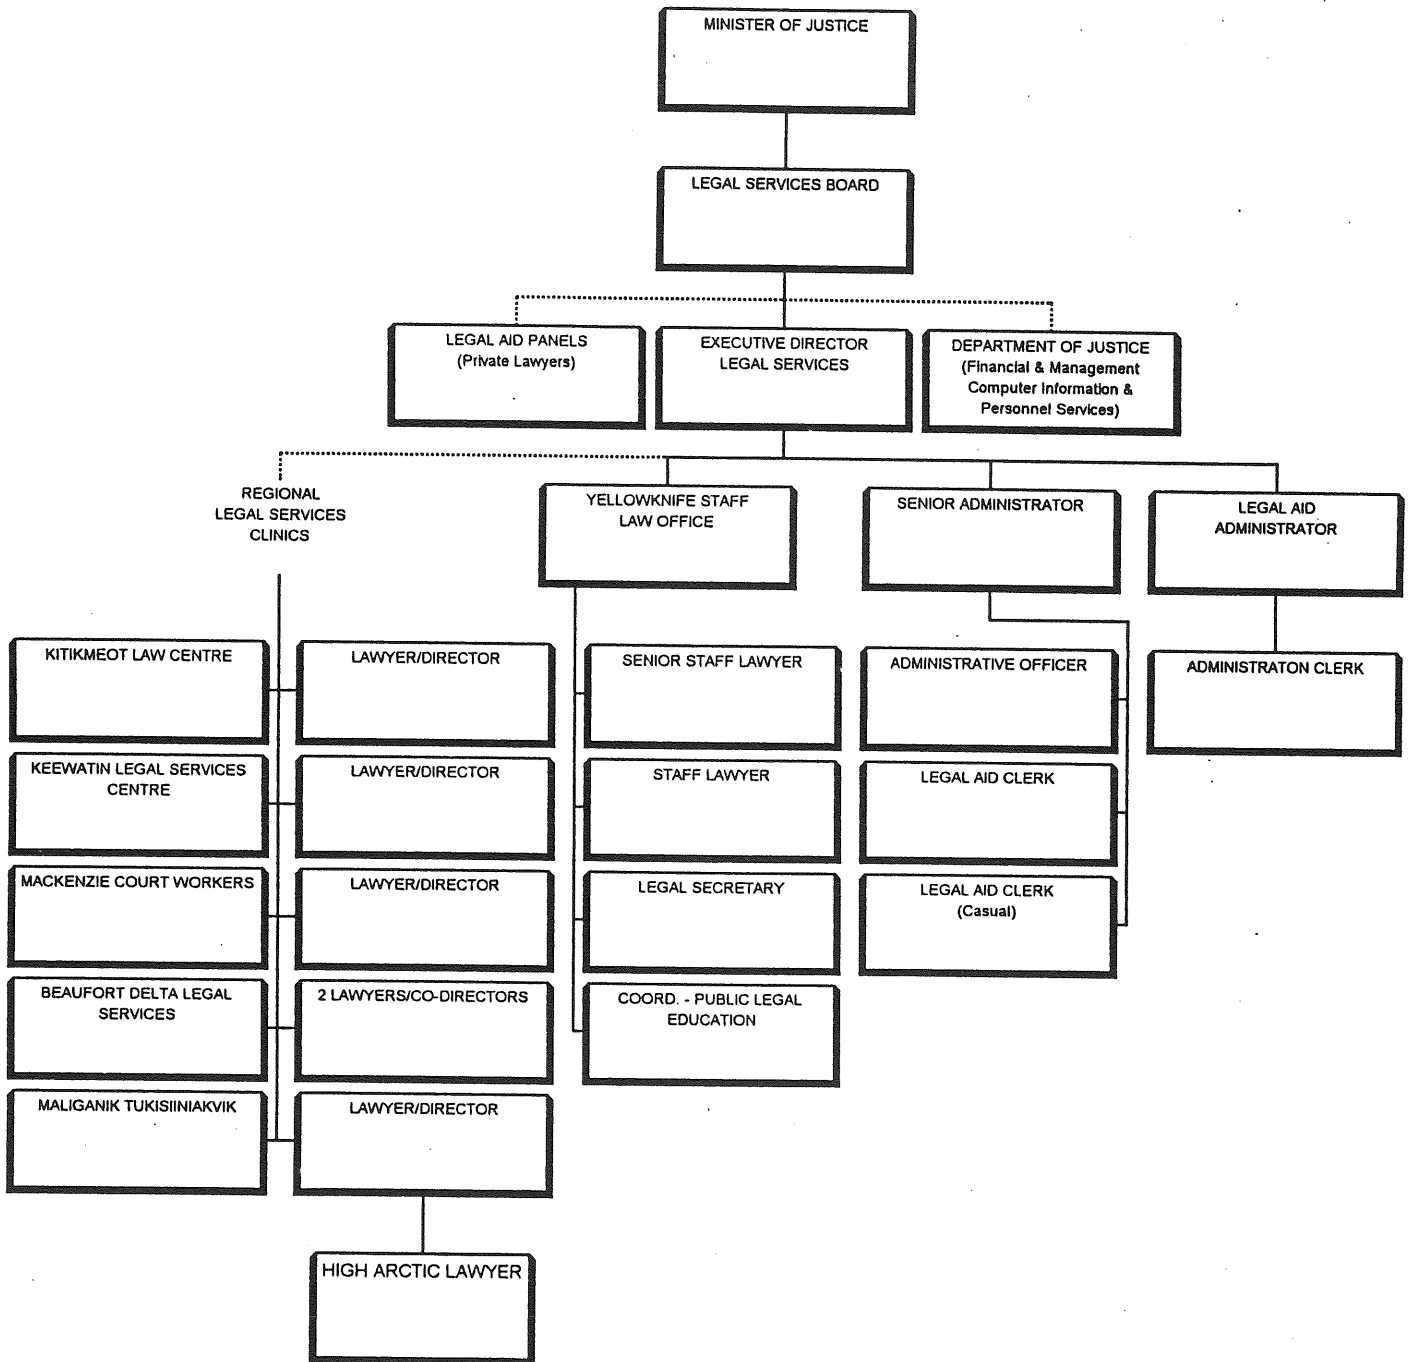 MINISTER OF JUSTICE
LEGAL SERVICES BOARD
LEGAL AID PANELS
(Private Lawyers)
EXECUTIVE DIRECTOR
LEGAL SERVICES
DEPARTMENT OF JUSTICE
(Financial & Management
Computer Information &
Personnel Services)
REGIONAL
LEGAL SERVICES
CLINICS
YELLOWKNIFE STAFF
LAW OFFICE
SENIOR ADMINISTRATOR
LEGAL AID
ADMINISTRATOR
KITIKMEOT LAW CENTRE
LAWYER/DIRECTOR
SENIOR STAFF LAWYER
ADMINISTRATIVE OFFICER
ADMINISTRATON CLERK
KEEWATIN LEGAL SERVICES
CENTRE
LAWYER/DIRECTOR
STAFF LAWYER
LEGAL AID CLERK
MACKENZIE COURT WORKERS
LAWYER/DIRECTOR
LEGAL SECRETARY
LEGAL AID CLERK
(Casual)
BEAUFORT DELTA LEGAL
SERVICES
2 LAWYERS/CO-DIRECTORS
COORD. - PUBLIC LEGAL
EDUCATION
MALIGANIK TUKISIINIAKVIK
LAWYER/DIRECTOR
HIGH ARCTIC LAWYER